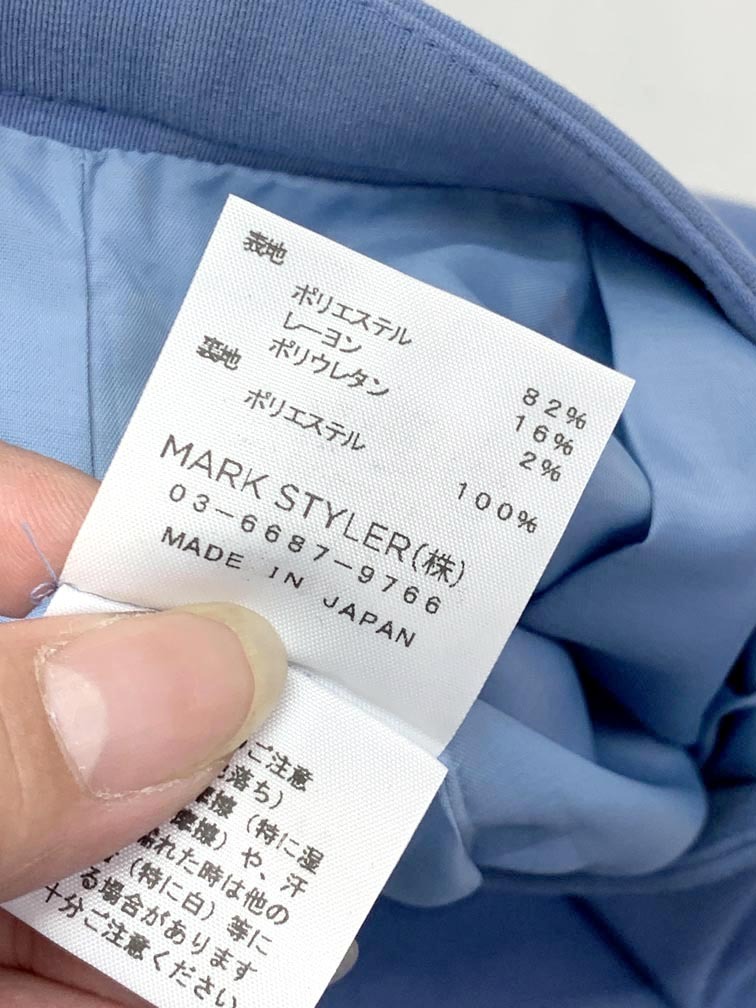 表地
ポリエステル 82%
レーヨン 16%
ポリウレタン 2%
裏地
ポリエステル 100%
MARK STYLER(株)
03-6687-9766
MADE IN JAPAN
ご注意
落ち)
摩擦(特に湿
摩擦)や、汗
濡れた時は他の
(特に白)等に
る場合があります
十分ご注意ください